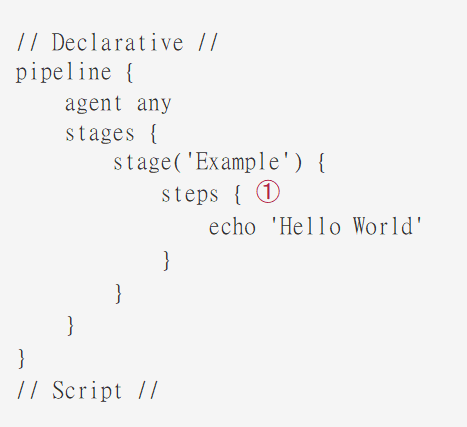 // Declarative //
pipeline {
    agent any
    stages {
        stage('Example') {
            steps { ①
                echo 'Hello World'
            }
        }
    }
}
// Script //